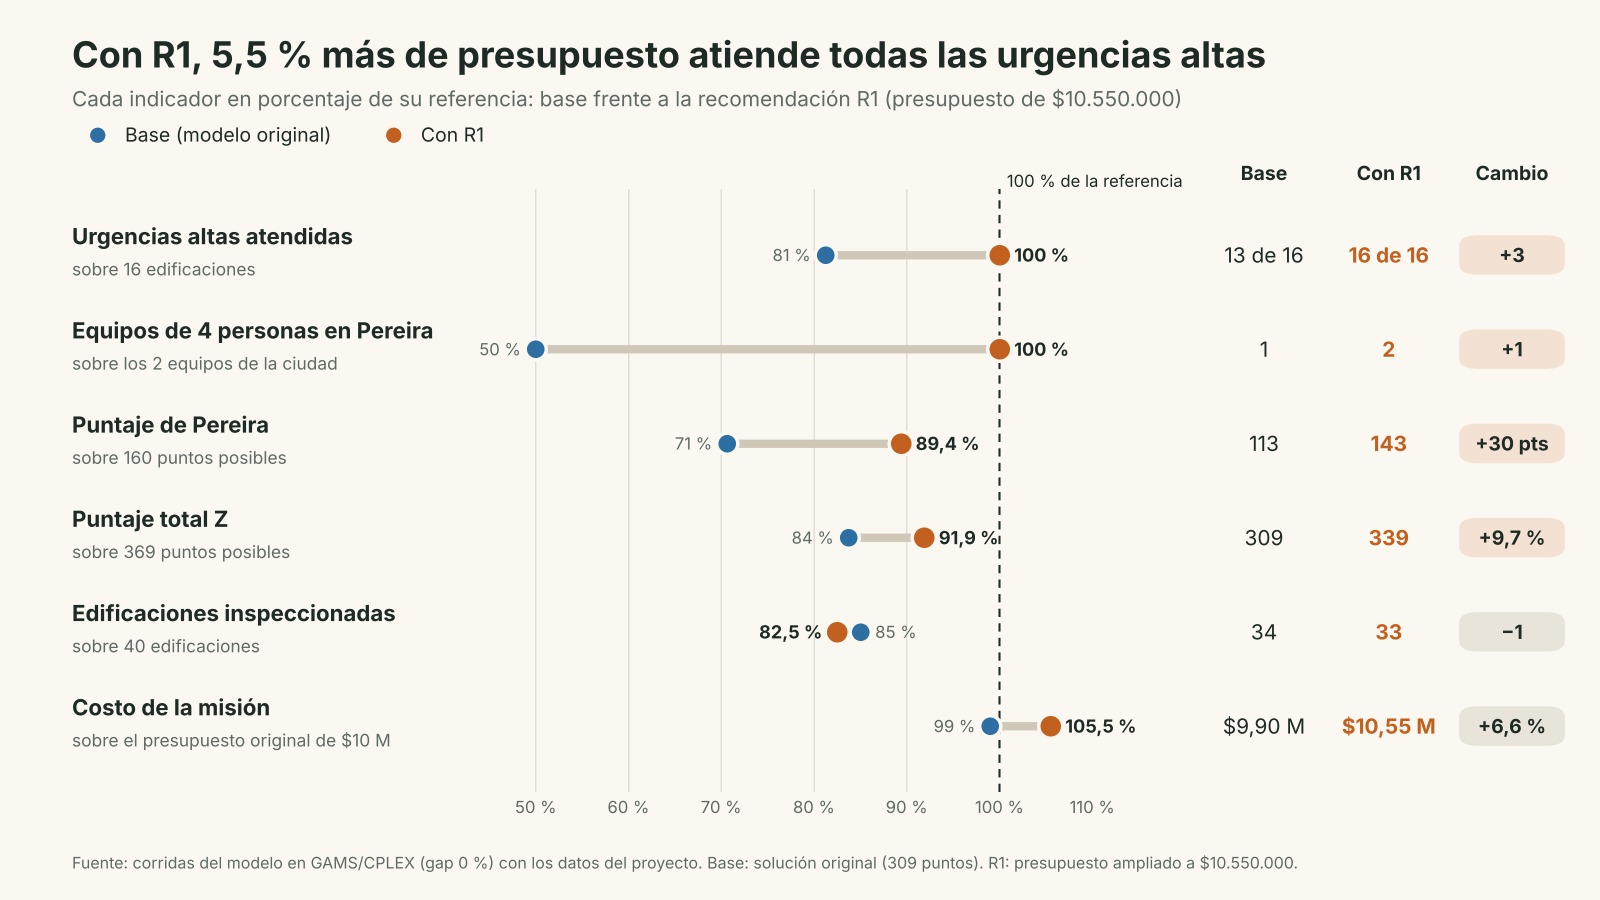 Con R1, 5,5 % más de presupuesto atiende todas las urgencias altas
Cada indicador en porcentaje de su referencia: base frente a la recomendación R1 (presupuesto de $10.550.000)
Base (modelo original) Con R1
100 % de la referencia Base Con R1 Cambio
Urgencias altas atendidas
sobre 16 edificaciones
81 % 100 % 13 de 16 16 de 16 +3
Equipos de 4 personas en Pereira
sobre los 2 equipos de la ciudad
50 % 100 % 1 2 +1
Puntaje de Pereira
sobre 160 puntos posibles
71 % 89,4 % 113 143 +30 pts
Puntaje total Z
sobre 369 puntos posibles
84 % 91,9 % 309 339 +9,7 %
Edificaciones inspeccionadas
sobre 40 edificaciones
82,5 % 85 % 34 33 −1
Costo de la misión
sobre el presupuesto original de $10 M
99 % 105,5 % $9,90 M $10,55 M +6,6 %
50 % 60 % 70 % 80 % 90 % 100 % 110 %
Fuente: corridas del modelo en GAMS/CPLEX (gap 0 %) con los datos del proyecto. Base: solución original (309 puntos). R1: presupuesto ampliado a $10.550.000.